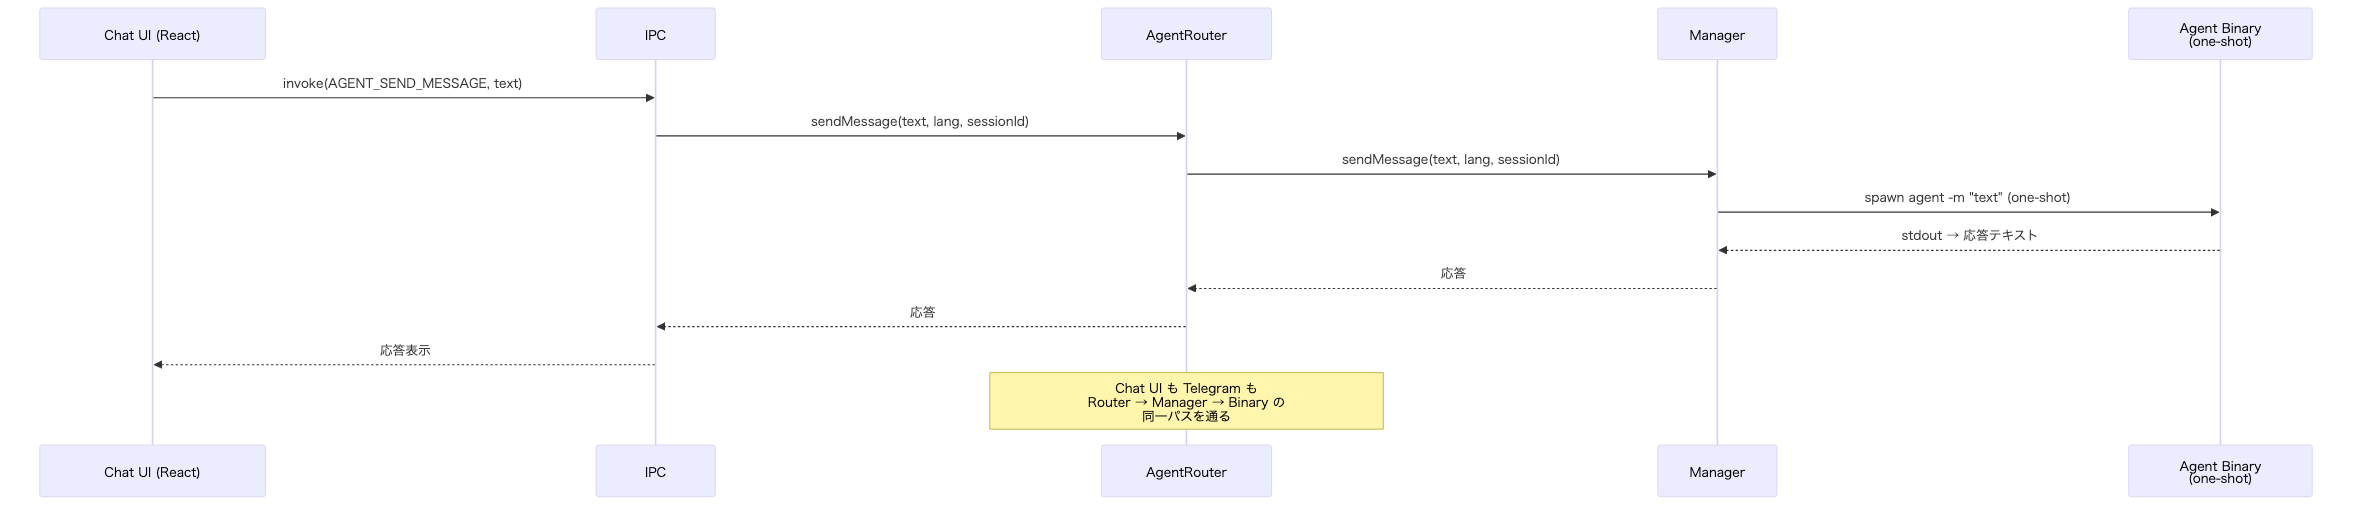 Chat UI (React)
IPC
AgentRouter
Manager
Agent Binary
(one-shot)
invoke(AGENT_SEND_MESSAGE, text)
sendMessage(text, lang, sessionId)
sendMessage(text, lang, sessionId)
spawn agent -m "text" (one-shot)
stdout → 応答テキスト
応答
応答
応答表示
Chat UI も Telegram も
Router → Manager → Binary の
同一パスを通る
Chat UI (React)
IPC
AgentRouter
Manager
Agent Binary
(one-shot)